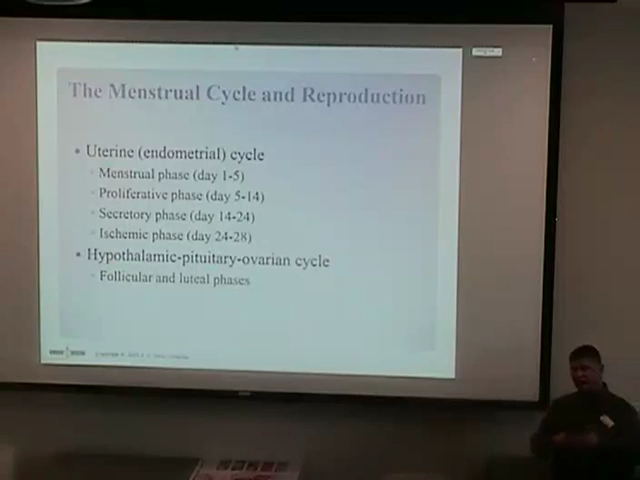 The Menstrual Cycle and Reproduction
• Uterine (endometrial) cycle
Menstrual phase (day 1-5)
Proliferative phase (day 5-14)
Secretory phase (day 14-24)
Ischemic phase (day 24-28)
• Hypothalamic-pituitary-ovarian cycle
Follicular and luteal phases